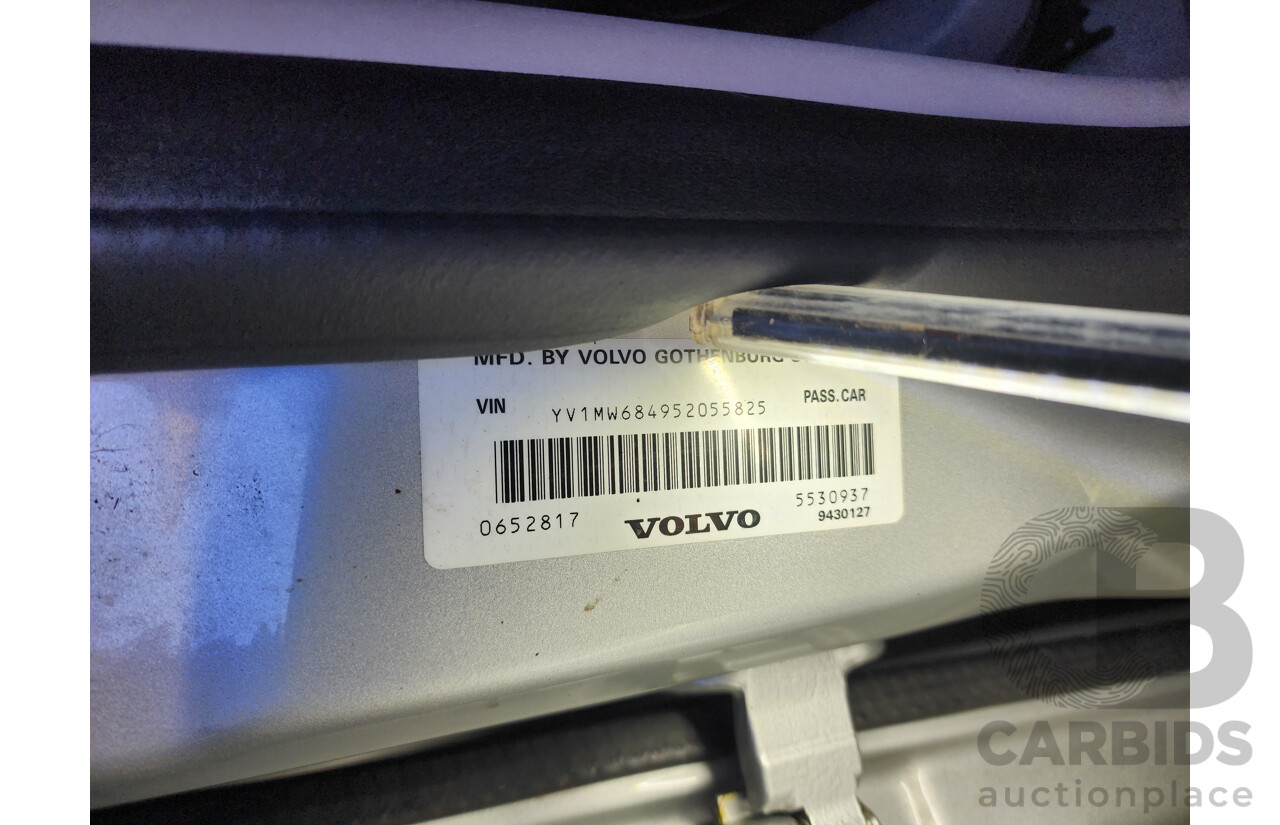 MFD. BY VOLVO GOTHENBURG
VIN YV1MW684952055825 PASS. CAR
0652817 VOLVO 5530937
9430127
CARBIDS
auctionplace